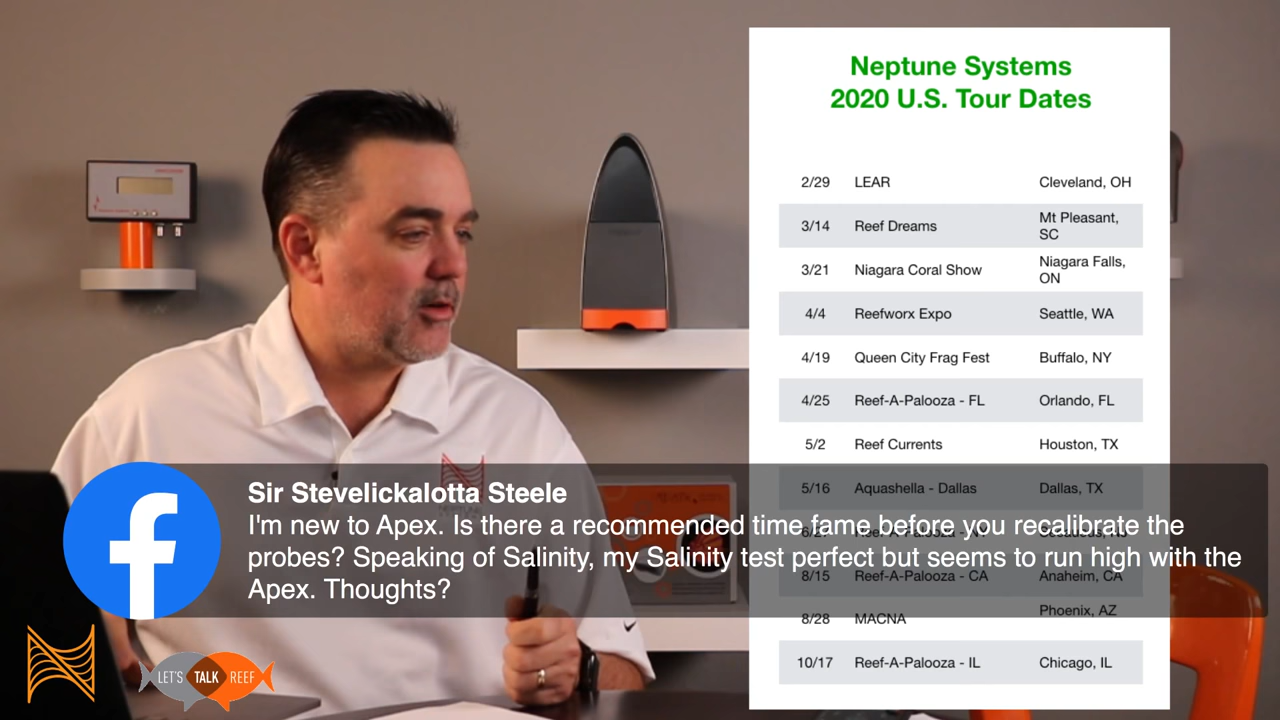 Neptune Systems
2020 U.S. Tour Dates
2/29 LEAR Cleveland, OH
3/14 Reef Dreams Mt Pleasant,
SC
3/21 Niagara Coral Show Niagara Falls,
ON
4/4 Reefworx Expo Seattle, WA
4/19 Queen City Frag Fest Buffalo, NY
4/25 Reef-A-Palooza - FL Orlando, FL
5/2 Reef Currents Houston, TX
5/16 Aquashella - Dallas Dallas, TX
8/15 Reef-A-Palooza - CA Anaheim, CA
8/28 MACNA Phoenix, AZ
10/17 Reef-A-Palooza - IL Chicago, IL
Sir Stevelickalotta Steele
I'm new to Apex. Is there a recommended time fame before you recalibrate the
probes? Speaking of Salinity, my Salinity test perfect but seems to run high with the
Apex. Thoughts?
LET'S TALK REEF